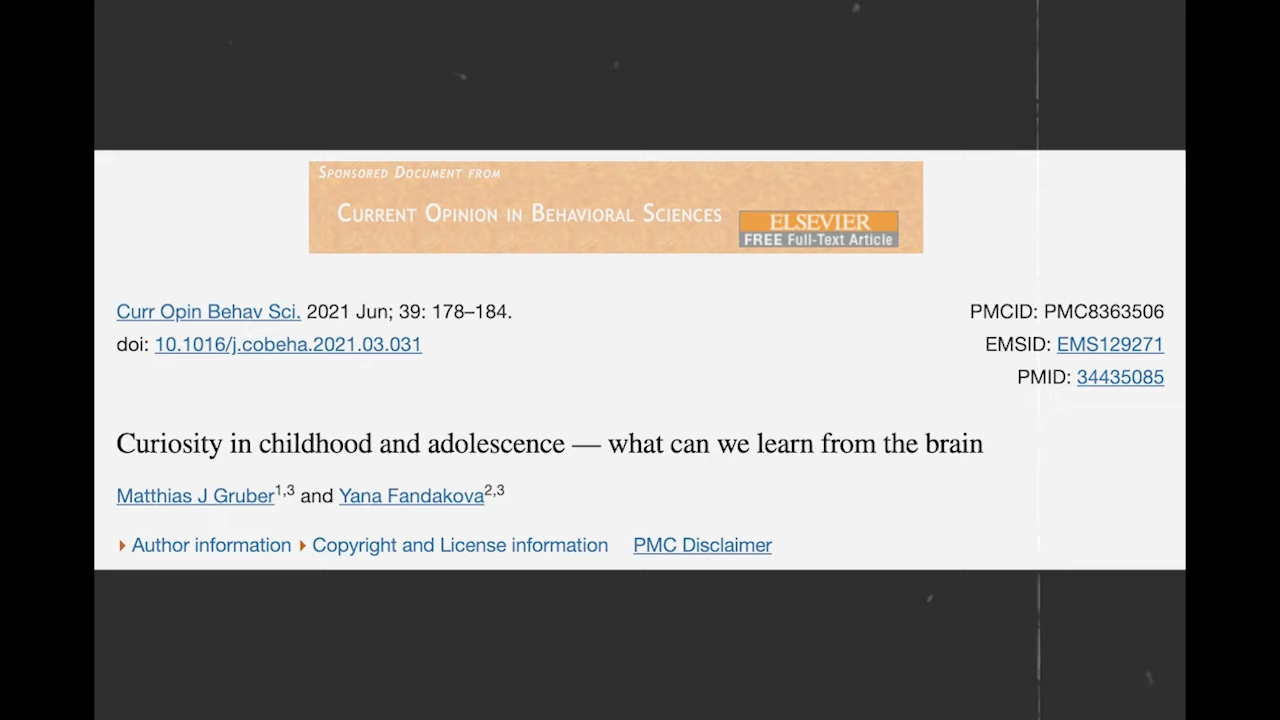 SPONSORED DOCUMENT FROM
CURRENT OPINION IN BEHAVIORAL SCIENCES
ELSEVIER
FREE Full-Text Article
Curr Opin Behav Sci. 2021 Jun; 39: 178–184.
doi: 10.1016/j.cobeha.2021.03.031
PMCID: PMC8363506
EMSID: EMS129271
PMID: 34435085
Curiosity in childhood and adolescence — what can we learn from the brain
Matthias J Gruber1,3 and Yana Fandakova2,3
Author information Copyright and License information PMC Disclaimer